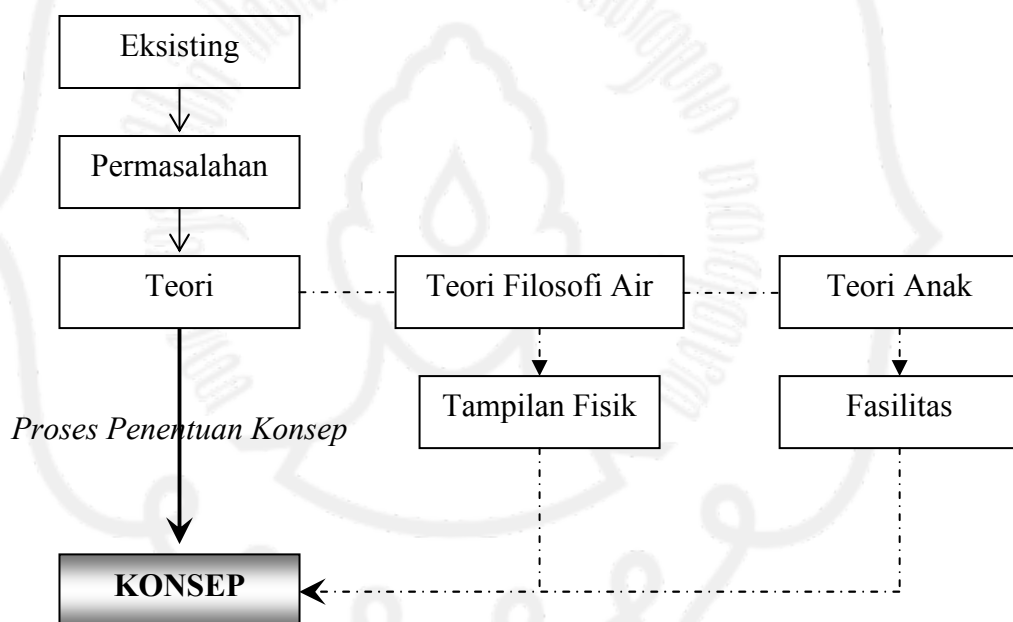 Eksisting
Permasalahan
Teori
Teori Filosofi Air
Teori Anak
Tampilan Fisik
Fasilitas
Proses Penentuan Konsep
KONSEP